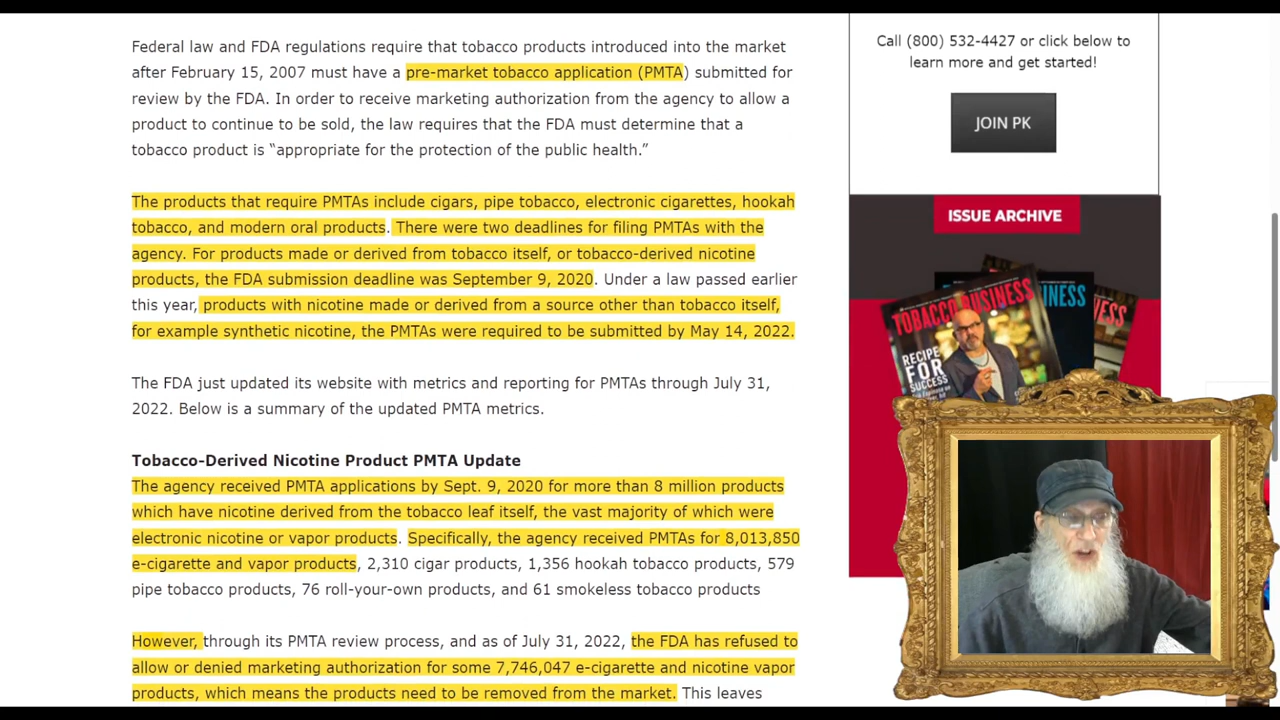 Federal law and FDA regulations require that tobacco products introduced into the market
after February 15, 2007 must have a pre-market tobacco application (PMTA) submitted for
review by the FDA. In order to receive marketing authorization from the agency to allow a
product to continue to be sold, the law requires that the FDA must determine that a
tobacco product is “appropriate for the protection of the public health.”
The products that require PMTAs include cigars, pipe tobacco, electronic cigarettes, hookah
tobacco, and modern oral products. There were two deadlines for filing PMTAs with the
agency. For products made or derived from tobacco itself, or tobacco-derived nicotine
products, the FDA submission deadline was September 9, 2020. Under a law passed earlier
this year, products with nicotine made or derived from a source other than tobacco itself,
for example synthetic nicotine, the PMTAs were required to be submitted by May 14, 2022.
The FDA just updated its website with metrics and reporting for PMTAs through July 31,
2022. Below is a summary of the updated PMTA metrics.
Tobacco-Derived Nicotine Product PMTA Update
The agency received PMTA applications by Sept. 9, 2020 for more than 8 million products
which have nicotine derived from the tobacco leaf itself, the vast majority of which were
electronic nicotine or vapor products. Specifically, the agency received PMTAs for 8,013,850
e-cigarette and vapor products, 2,310 cigar products, 1,356 hookah tobacco products, 579
pipe tobacco products, 76 roll-your-own products, and 61 smokeless tobacco products
However, through its PMTA review process, and as of July 31, 2022, the FDA has refused to
allow or denied marketing authorization for some 7,746,047 e-cigarette and nicotine vapor
products, which means the products need to be removed from the market. This leaves
Call (800) 532-4427 or click below to
learn more and get started!
JOIN PK
ISSUE ARCHIVE
TOBACCO BUSINESS
INESS
ESS
RECIPE
FOR
SUCCESS